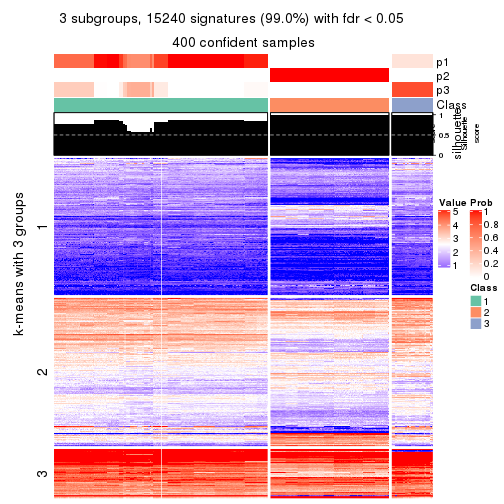 3 subgroups, 15240 signatures (99.0%) with fdr < 0.05
400 confident samples
p1
p2
p3
Class
silhouette
Silhouette
score
1
0.5
0
k-means with 3 groups
1
2
3
Value
5
4
3
2
1
Prob
1
0.8
0.6
0.4
0.2
0
Class
1
2
3